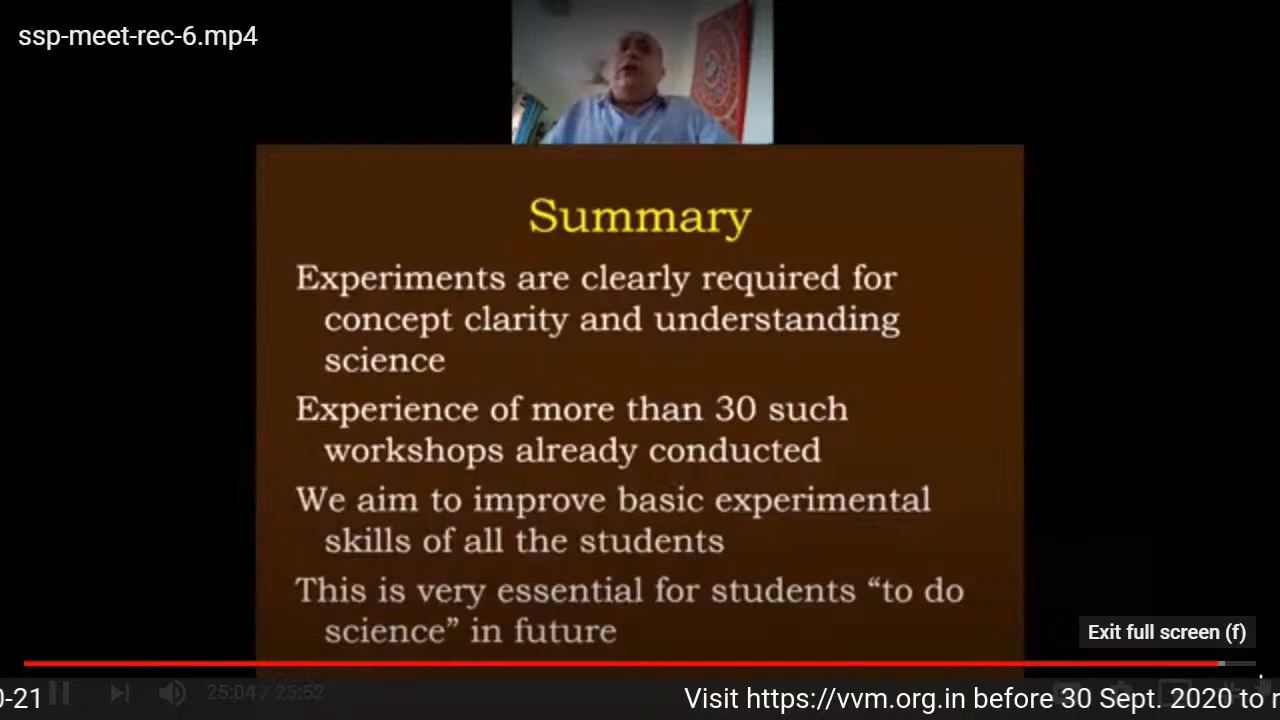 ssp-meet-rec-6.mp4
Summary
Experiments are clearly required for
concept clarity and understanding
science
Experience of more than 30 such
workshops already conducted
We aim to improve basic experimental
skills of all the students
This is very essential for students “to do
science” in future
Exit full screen (f)
25:04 / 25:52
0-21
Visit https://vvm.org.in before 30 Sept. 2020 to r